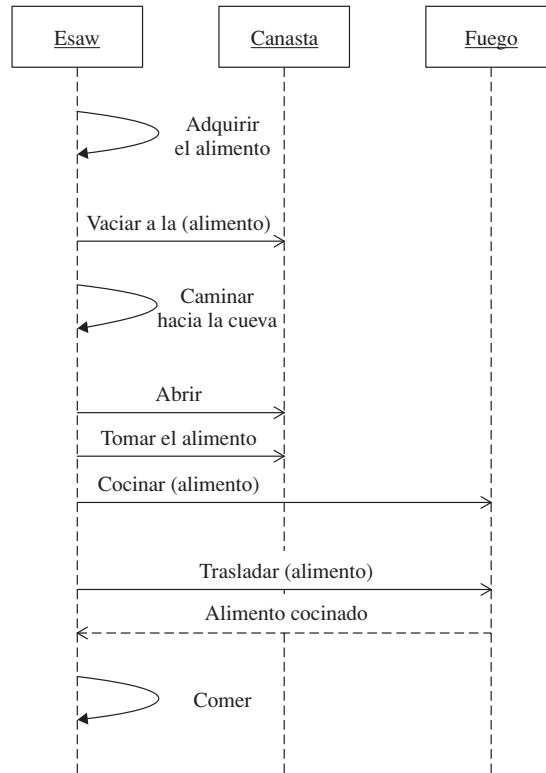 Esaw
Canasta
Fuego
Adquirir
el alimento
Vaciar a la (alimento)
Caminar
hacia la cueva
Abrir
Tomar el alimento
Cocinar (alimento)
Trasladar (alimento)
Alimento cocinado
Comer